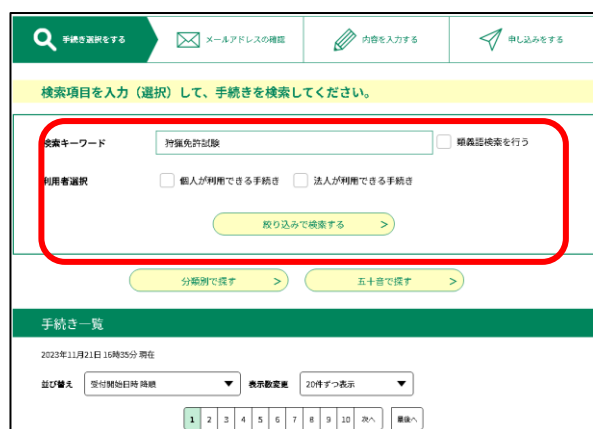 手続き選択をする メールアドレスの確認 内容を入力する 申し込みをする
検索項目を入力（選択）して、手続きを検索してください。
検索キーワード 狩猟免許試験 類義語検索を行う
利用者選択 個人が利用できる手続き 法人が利用できる手続き
絞り込みで検索する >
分類別で探す > 五十音で探す >
手続き一覧
2023年11月21日 16時35分 現在
並び替え 受付開始日時 降順 ▼ 表示数変更 20件ずつ表示 ▼
1 2 3 4 5 6 7 8 9 10 次へ 最後へ